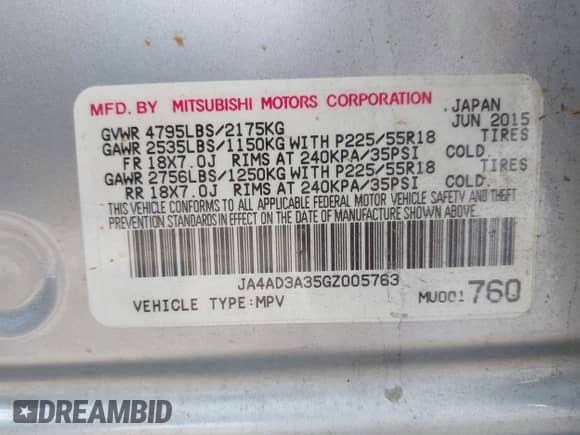 MFD. BY MITSUBISHI MOTORS CORPORATION JAPAN
GVWR 4795LBS/2175KG JUN 2015
GAWR 2535LBS/1150KG WITH P225/55R18 TIRES
FR 18X7.0J RIMS AT 240KPA/35PSI COLD.
GAWR 2756LBS/1250KG WITH P225/55R18 TIRES
RR 18X7.0J RIMS AT 240KPA/35PSI COLD.
THIS VEHICLE CONFORMS TO ALL APPLICABLE FEDERAL MOTOR VEHICLE SAFETY AND THEFT
PREVENTION STANDARDS IN EFFECT ON THE DATE OF MANUFACTURE SHOWN ABOVE.
JA4AD3A35GZ005763
VEHICLE TYPE:MPV MU001760
DREAMBID